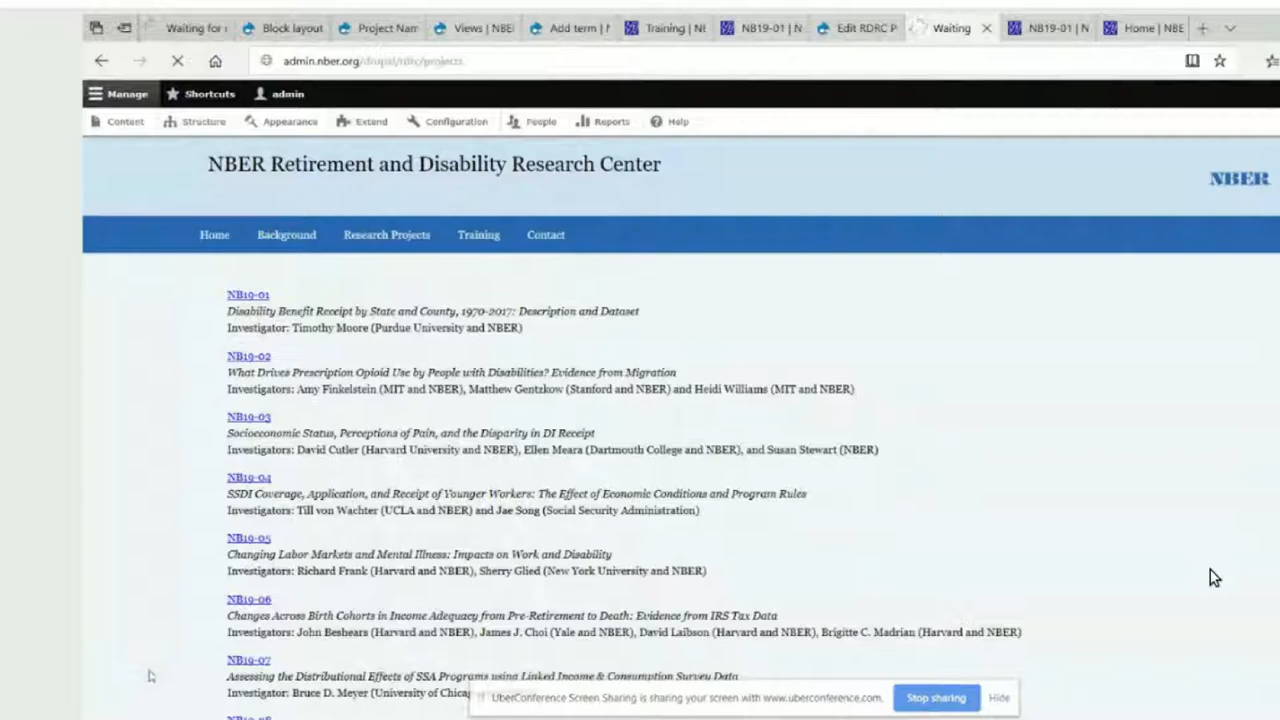 Waiting for
Block layout
Project Nam
Views | NBE
Add term | N
Training | NI
NB19-01 | N
Edit RDRC P
Waiting
NB19-01 | N
Home | NBE
admin.nber.org/drupal/rdrc/projects
Manage Shortcuts admin
Content Structure Appearance Extend Configuration People Reports Help
NBER Retirement and Disability Research Center
NBER
Home Background Research Projects Training Contact
NB19-01
Disability Benefit Receipt by State and County, 1970-2017: Description and Dataset
Investigator: Timothy Moore (Purdue University and NBER)
NB19-02
What Drives Prescription Opioid Use by People with Disabilities? Evidence from Migration
Investigators: Amy Finkelstein (MIT and NBER), Matthew Gentzkow (Stanford and NBER) and Heidi Williams (MIT and NBER)
NB19-03
Socioeconomic Status, Perceptions of Pain, and the Disparity in DI Receipt
Investigators: David Cutler (Harvard University and NBER), Ellen Meara (Dartmouth College and NBER), and Susan Stewart (NBER)
NB19-04
SSDI Coverage, Application, and Receipt of Younger Workers: The Effect of Economic Conditions and Program Rules
Investigators: Till von Wachter (UCLA and NBER) and Jae Song (Social Security Administration)
NB19-05
Changing Labor Markets and Mental Illness: Impacts on Work and Disability
Investigators: Richard Frank (Harvard and NBER), Sherry Glied (New York University and NBER)
NB19-06
Changes Across Birth Cohorts in Income Adequacy from Pre-Retirement to Death: Evidence from IRS Tax Data
Investigators: John Beshears (Harvard and NBER), James J. Choi (Yale and NBER), David Laibson (Harvard and NBER), Brigitte C. Madrian (Harvard and NBER)
NB19-07
Assessing the Distributional Effects of SSA Programs using Linked Income & Consumption Survey Data
Investigator: Bruce D. Meyer (University of Chica
UberConference Screen Sharing is sharing your screen with www.uberconference.com. Stop sharing Hide